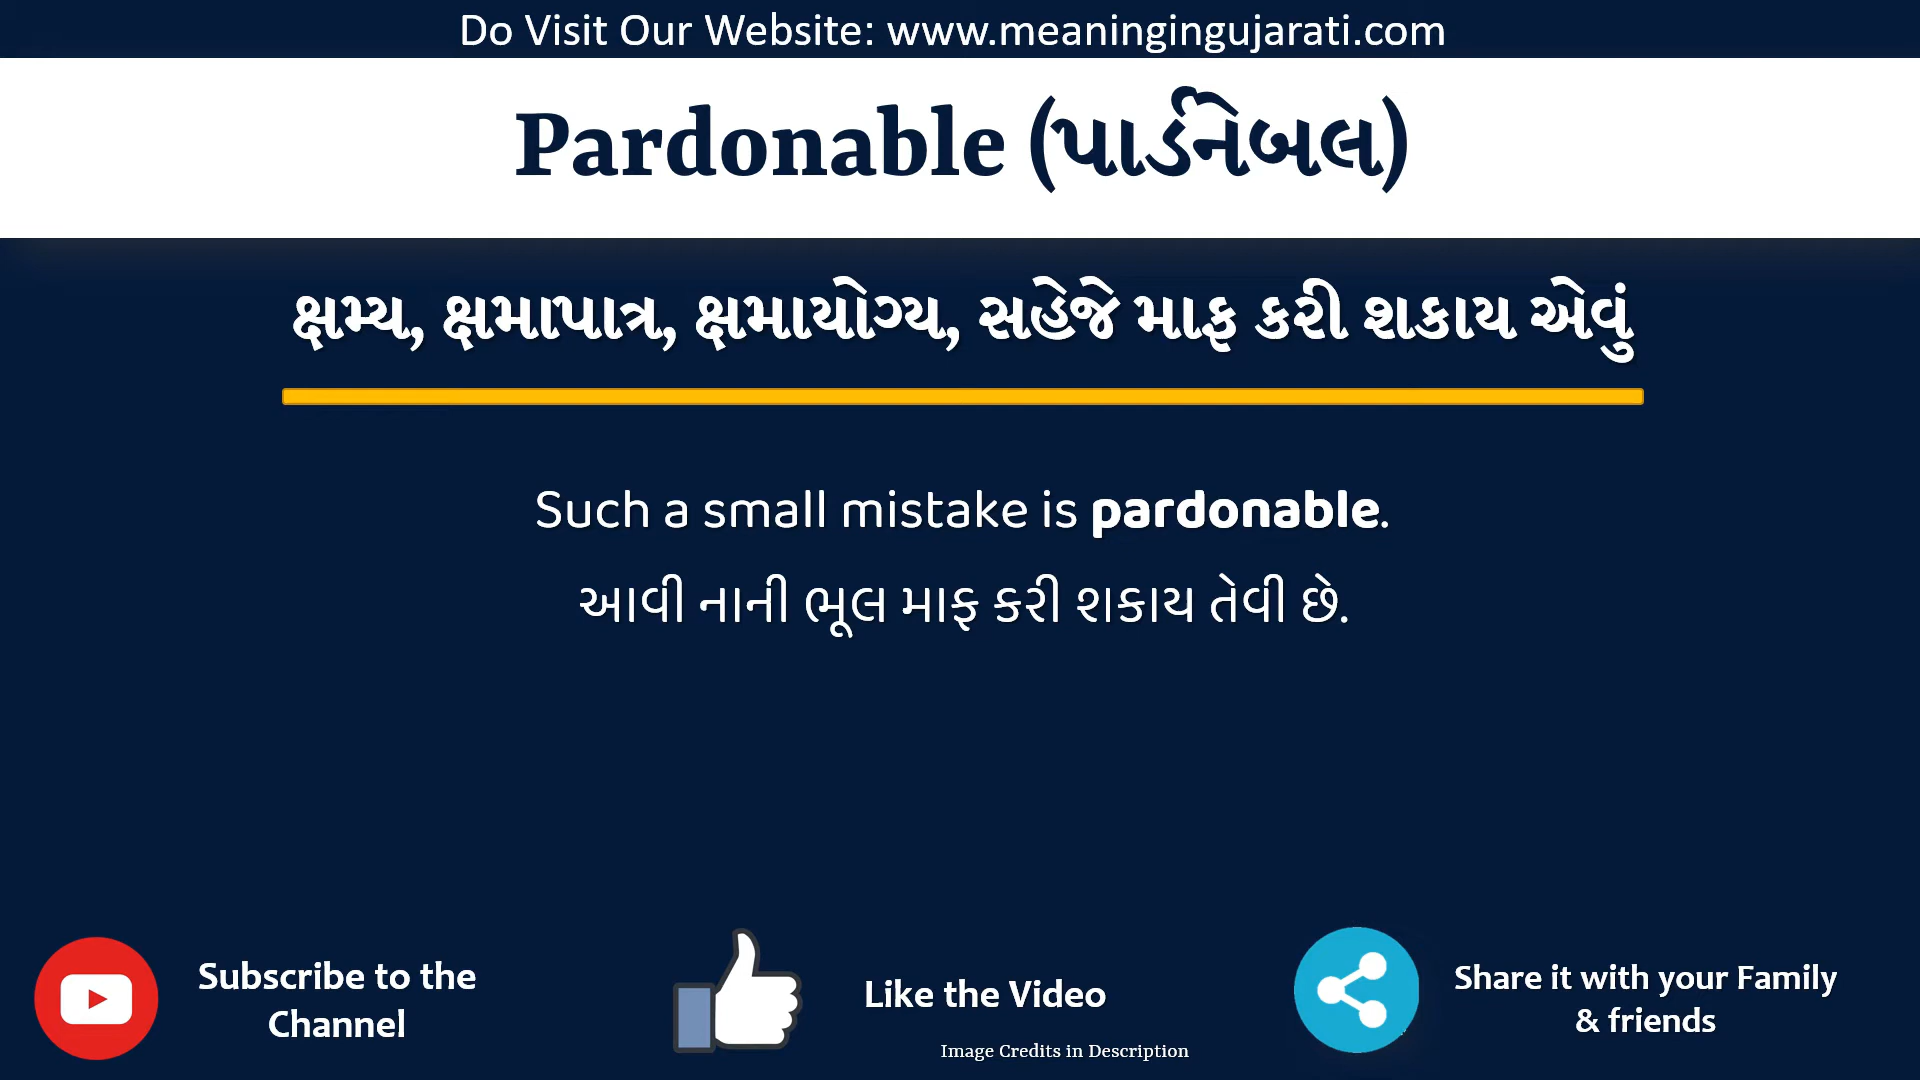 Do Visit Our Website: www.meaningingujarati.com
Pardonable (પાર્ડનેબલ)
ક્ષમ્ય, ક્ષમાપાત્ર, ક્ષમાયોગ્ય, સહેજે માફ કરી શકાય એવું
Such a small mistake is pardonable.
આવી નાની ભૂલ માફ કરી શકાય તેવી છે.
Subscribe to the
Channel
Like the Video
Share it with your Family
& friends
Image Credits in Description